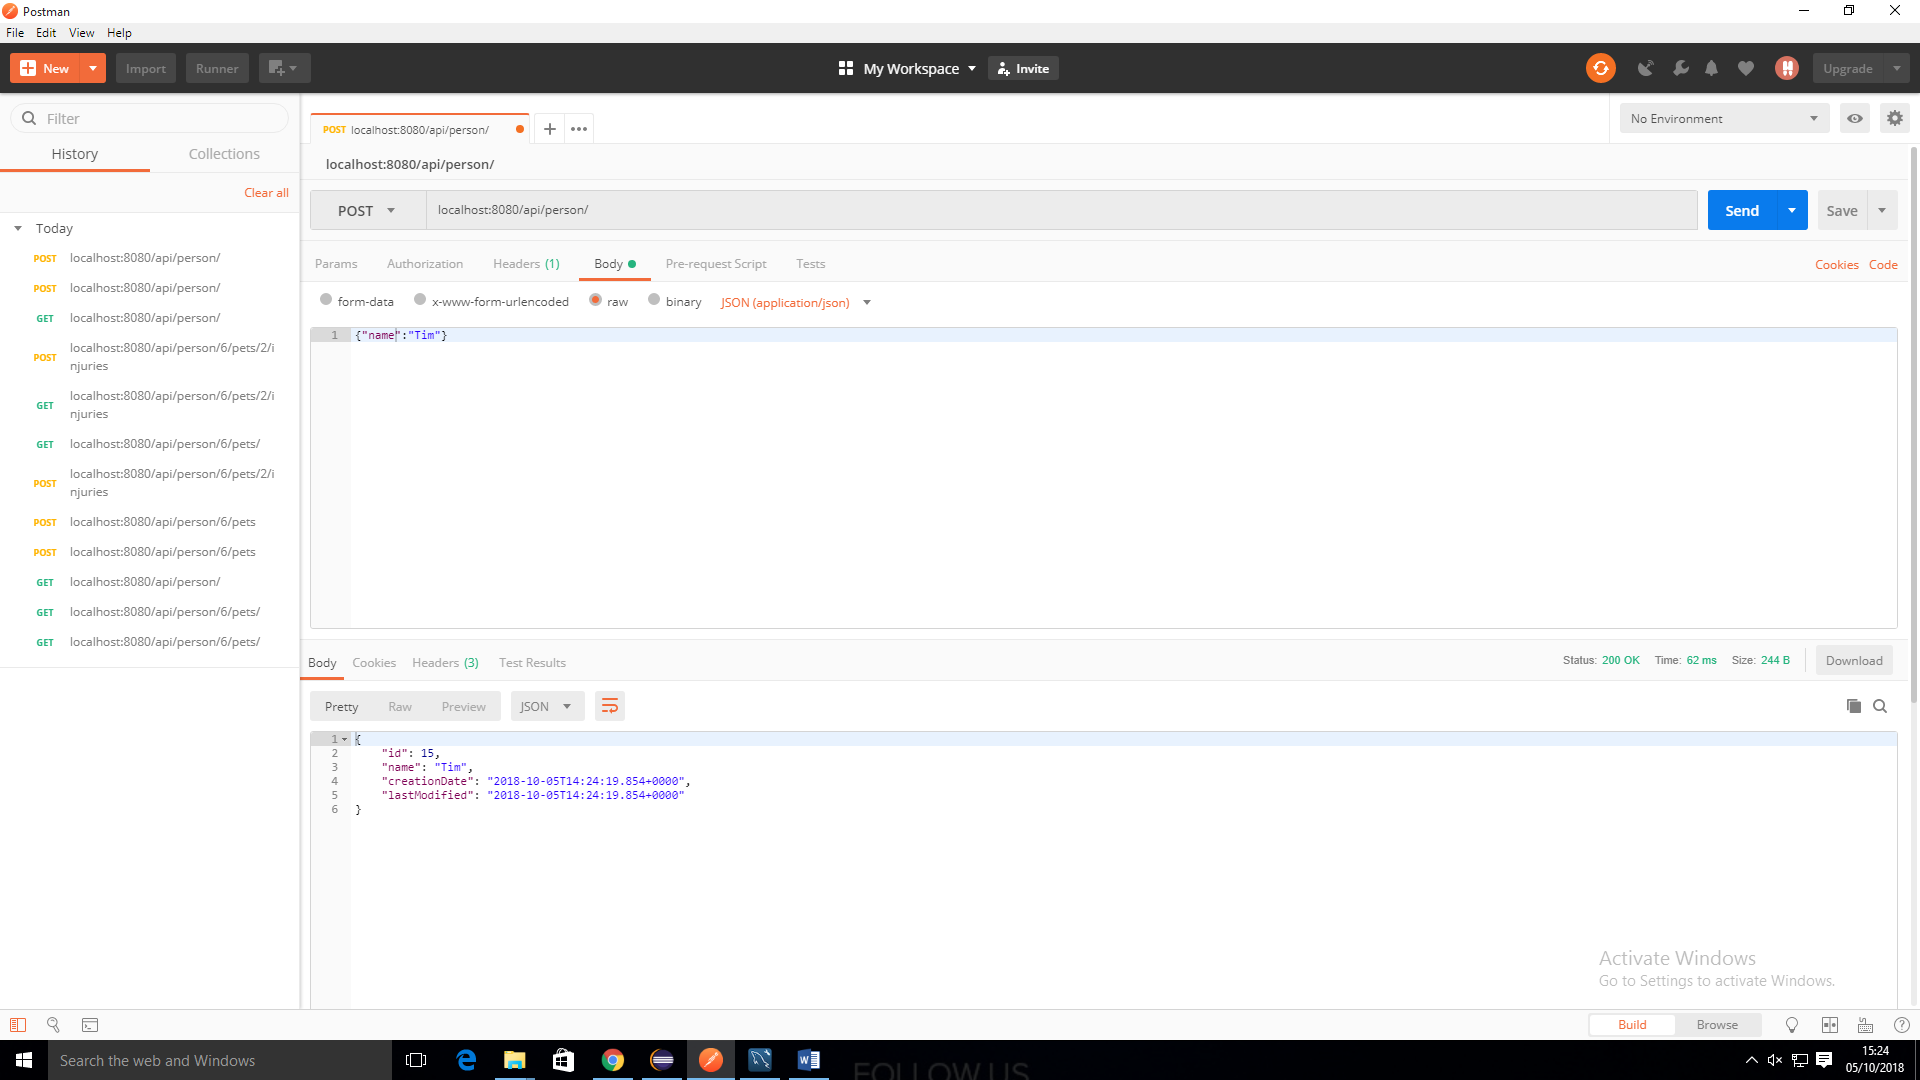 Postman
File Edit View Help
New Import Runner My Workspace Invite Upgrade
Filter
History Collections
Clear all
Today
POST localhost:8080/api/person/
POST localhost:8080/api/person/
GET localhost:8080/api/person/
POST localhost:8080/api/person/6/pets/2/i
njuries
GET localhost:8080/api/person/6/pets/2/i
njuries
GET localhost:8080/api/person/6/pets/
POST localhost:8080/api/person/6/pets/2/i
njuries
POST localhost:8080/api/person/6/pets
POST localhost:8080/api/person/6/pets
GET localhost:8080/api/person/
GET localhost:8080/api/person/6/pets/
GET localhost:8080/api/person/6/pets/
POST localhost:8080/api/person/ No Environment
localhost:8080/api/person/
POST localhost:8080/api/person/ Send Save
Params Authorization Headers (1) Body Pre-request Script Tests Cookies Code
form-data x-www-form-urlencoded raw binary JSON (application/json)
1 {"name":"Tim"}
Body Cookies Headers (3) Test Results Status: 200 OK Time: 62 ms Size: 244 B Download
Pretty Raw Preview JSON
1 {
2 "id": 15,
3 "name": "Tim",
4 "creationDate": "2018-10-05T14:24:19.854+0000",
5 "lastModified": "2018-10-05T14:24:19.854+0000"
6 }
Activate Windows
Go to Settings to activate Windows.
Build Browse
Search the web and Windows
FOLLOW US
15:24
05/10/2018